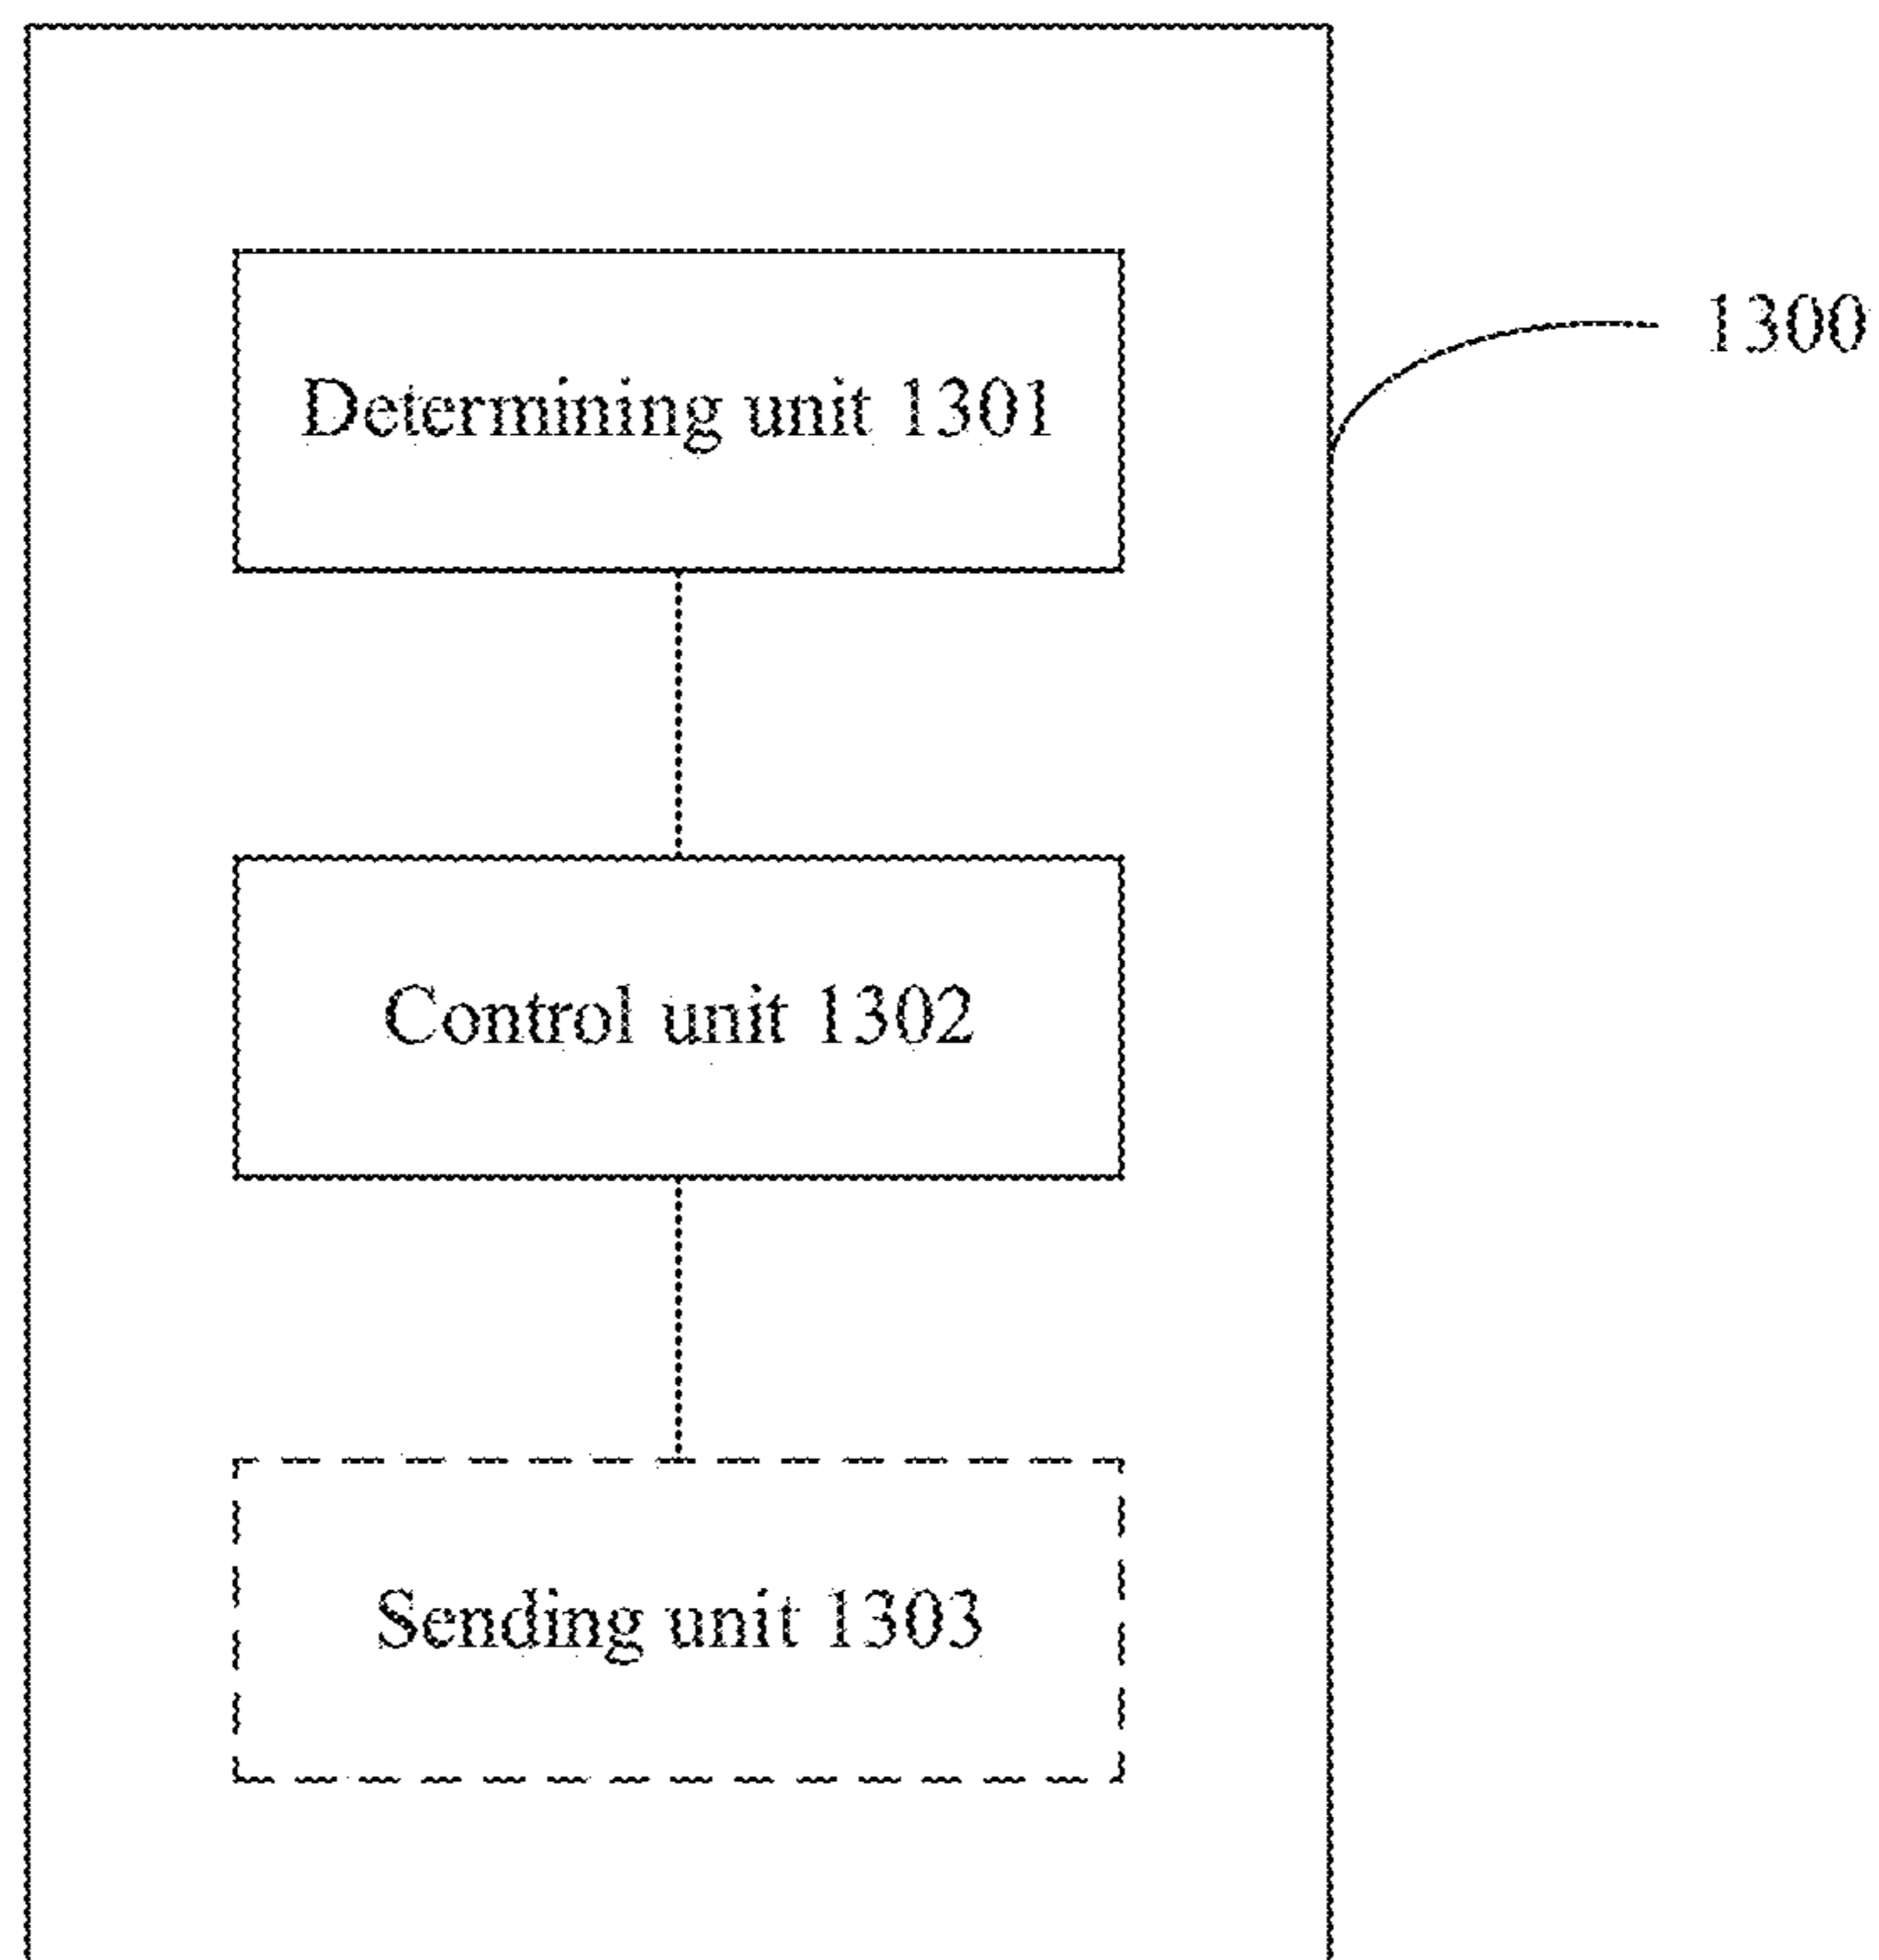 Determining unit 1301
1300
Control unit 1302
Sending unit 1303